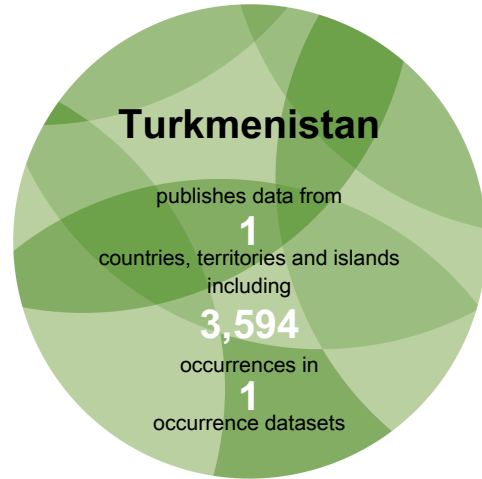 Turkmenistan
publishes data from
1
countries, territories and islands
including
3,594
occurrences in
1
occurrence datasets